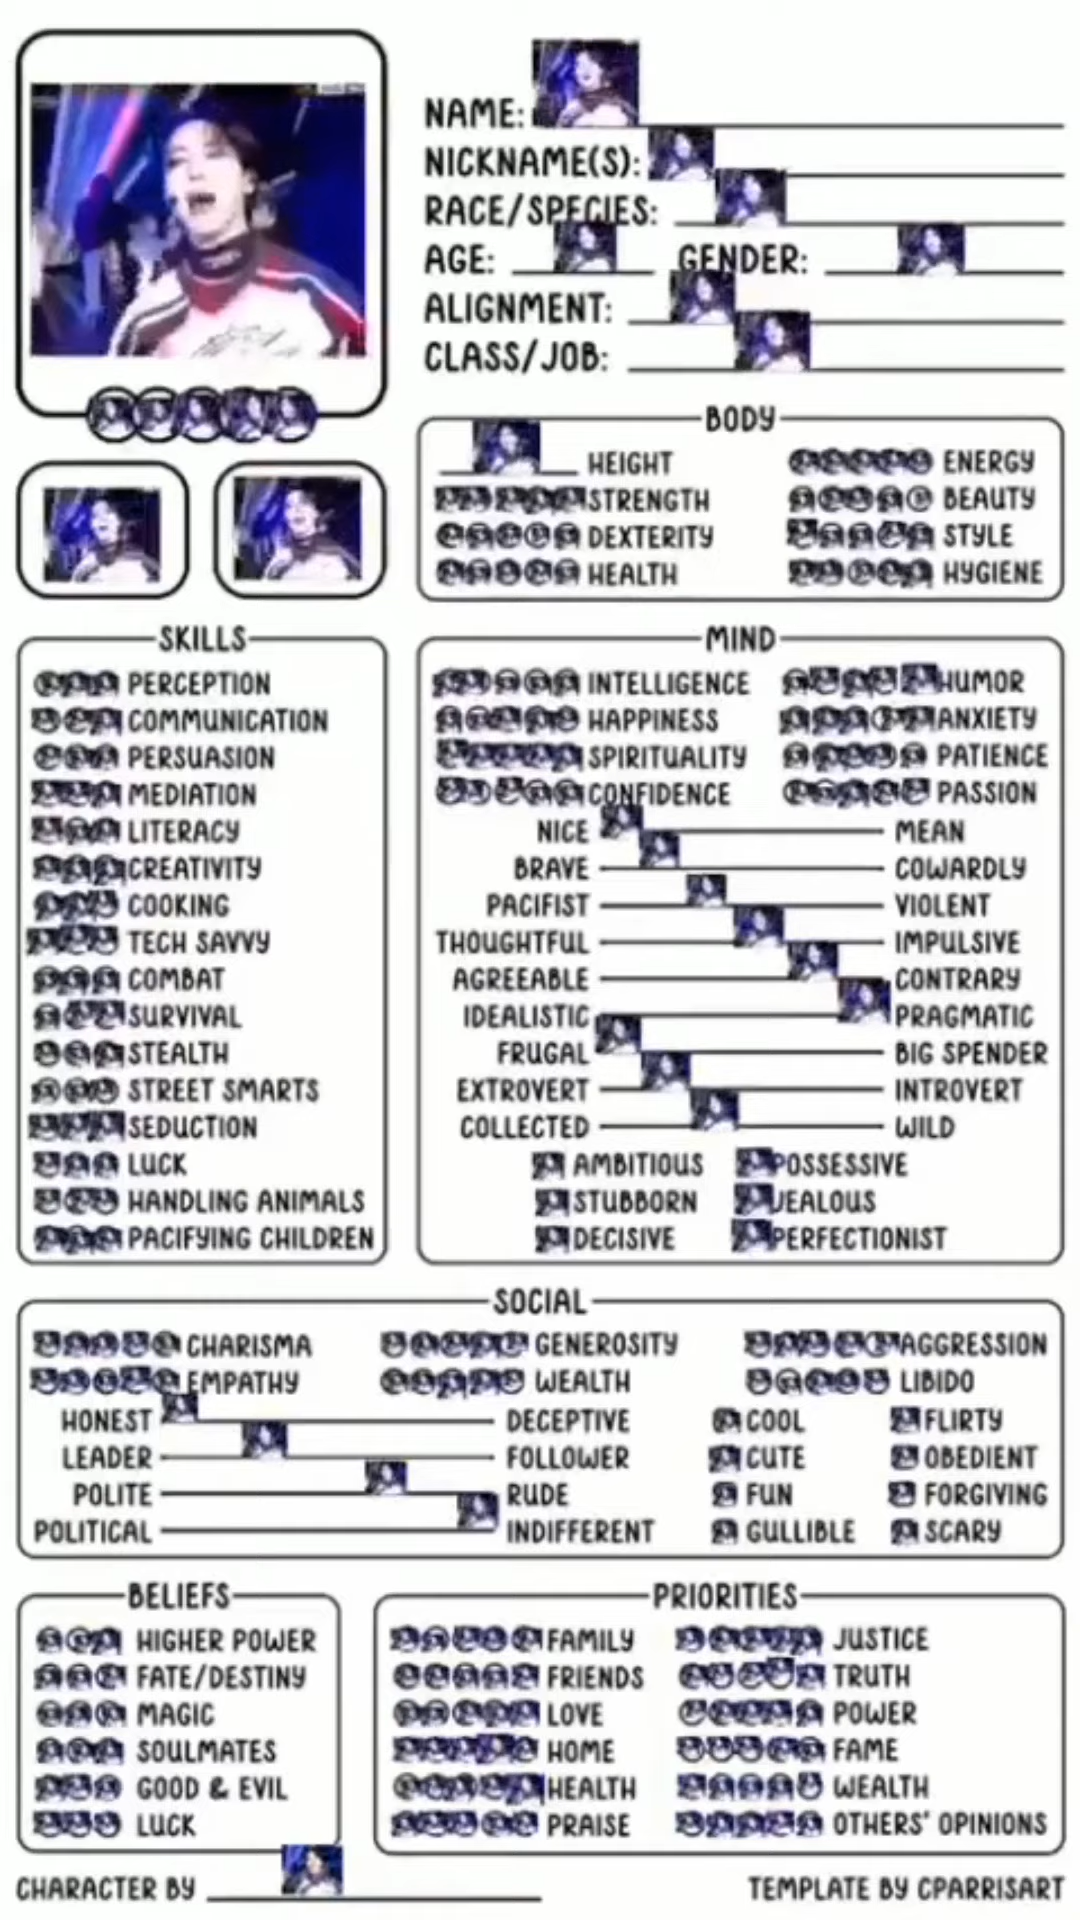 NAME:
NICKNAME(S):
RACE/SPECIES:
AGE: GENDER:
ALIGNMENT:
CLASS/JOB:
BODY
HEIGHT ENERGY
STRENGTH BEAUTY
DEXTERITY STYLE
HEALTH HYGIENE
SKILLS
PERCEPTION
COMMUNICATION
PERSUASION
MEDIATION
LITERACY
CREATIVITY
COOKING
TECH SAVVY
COMBAT
SURVIVAL
STEALTH
STREET SMARTS
SEDUCTION
LUCK
HANDLING ANIMALS
PACIFYING CHILDREN
MIND
INTELLIGENCE HUMOR
HAPPINESS ANXIETY
SPIRITUALITY PATIENCE
CONFIDENCE PASSION
NICE MEAN
BRAVE COWARDLY
PACIFIST VIOLENT
THOUGHTFUL IMPULSIVE
AGREEABLE CONTRARY
IDEALISTIC PRAGMATIC
FRUGAL BIG SPENDER
EXTROVERT INTROVERT
COLLECTED WILD
AMBITIOUS POSSESSIVE
STUBBORN JEALOUS
DECISIVE PERFECTIONIST
SOCIAL
CHARISMA GENEROSITY AGGRESSION
EMPATHY WEALTH LIBIDO
HONEST DECEPTIVE COOL FLIRTY
LEADER FOLLOWER CUTE OBEDIENT
POLITE RUDE FUN FORGIVING
POLITICAL INDIFFERENT GULLIBLE SCARY
BELIEFS
HIGHER POWER
FATE/DESTINY
MAGIC
SOULMATES
GOOD & EVIL
LUCK
PRIORITIES
FAMILY JUSTICE
FRIENDS TRUTH
LOVE POWER
HOME FAME
HEALTH WEALTH
PRAISE OTHERS' OPINIONS
CHARACTER BY TEMPLATE BY CPARRISART